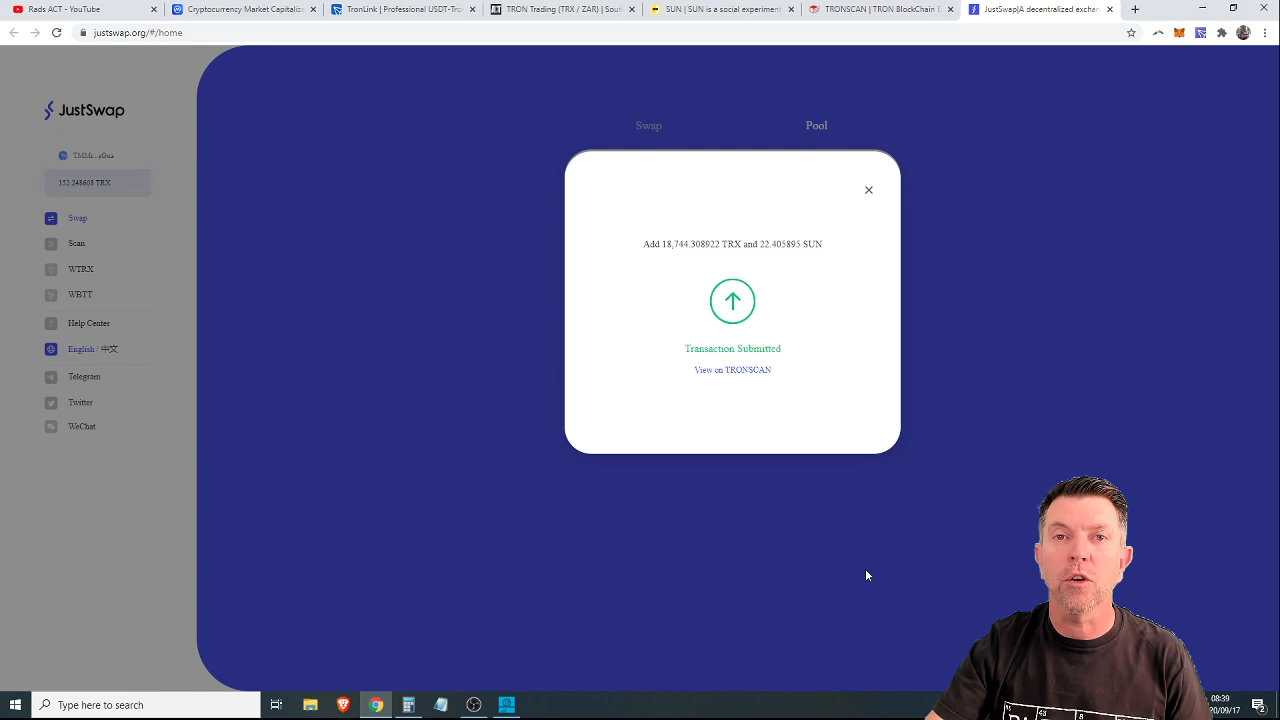 Rads ACT - YouTube
Cryptocurrency Market Capitaliz
TronLink | Professional USDT-Tro
TRON Trading (TRX / ZAR) | Sout
SUN | SUN is a social experiment
TRONSCAN | TRON BlockChain E
JustSwap|A decentralized exchan
justswap.org/#/home
JustSwap
TMMr...sGua
152.248608 TRX
Swap
Scan
WTRX
WBTT
Help Center
English / 中文
Telegram
Twitter
WeChat
Swap
Pool
Add 18,744.308922 TRX and 22.405895 SUN
Transaction Submitted
View on TRONSCAN
Type here to search
08:39
20/09/17